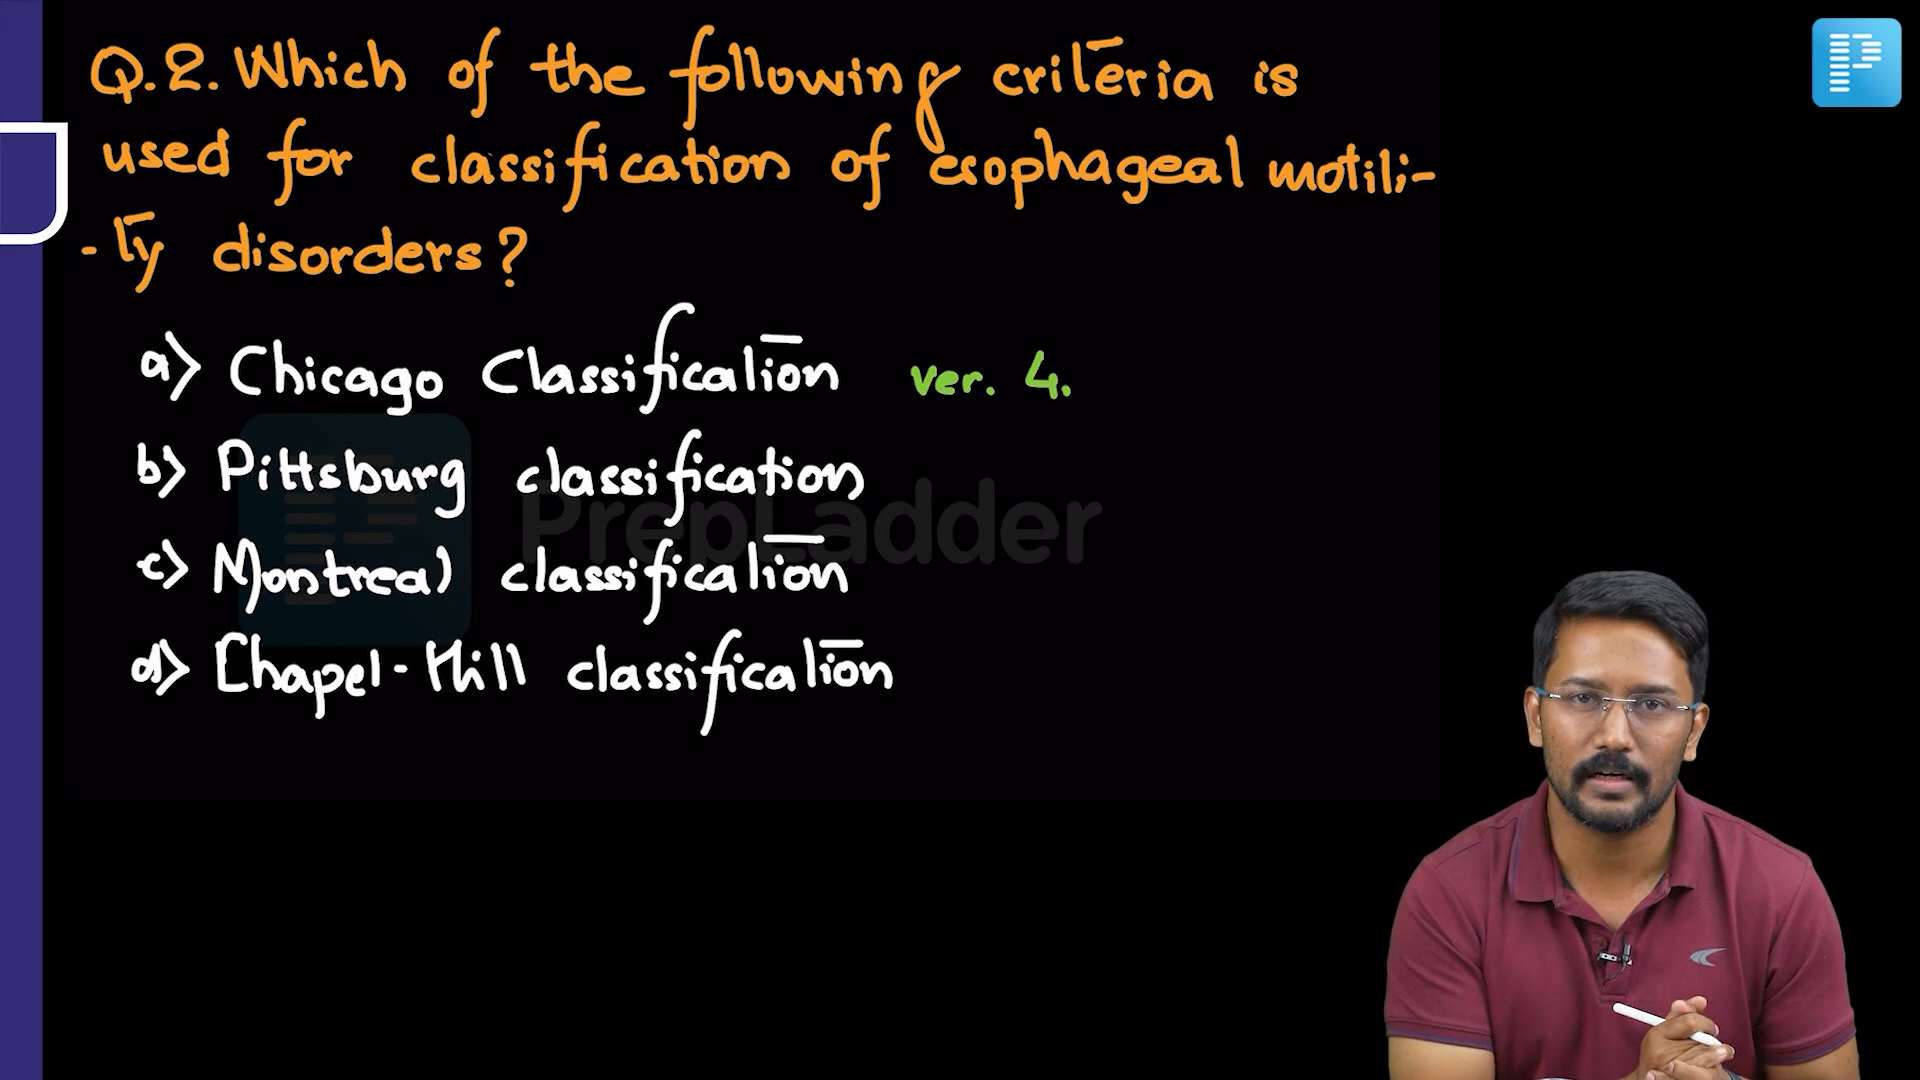 Q.2. Which of the following criteria is
used for classification of esophageal motili-
-ty disorders?
a) Chicago Classification ver. 4.
b) Pittsburg classification
c) Montreal classification
d) Chapel-Hill classification
PrepLadder